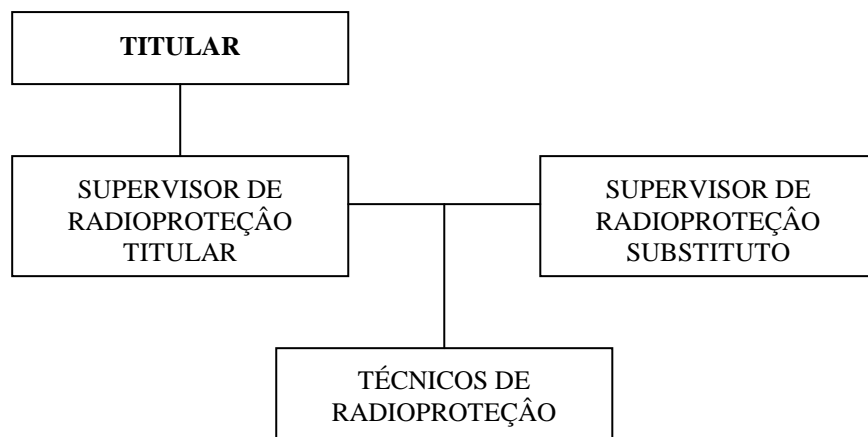 TITULAR
SUPERVISOR DE
RADIOPROTEÇÂO
TITULAR
SUPERVISOR DE
RADIOPROTEÇÂO
SUBSTITUTO
TÉCNICOS DE
RADIOPROTEÇÂO